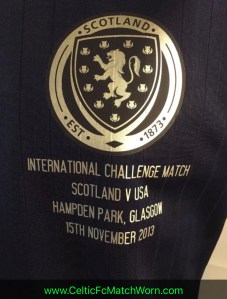 SCOTLAND
EST 1873
INTERNATIONAL CHALLENGE MATCH
SCOTLAND V USA
HAMPDEN PARK, GLASGOW
15TH NOVEMBER 2013
www.CelticFcMatchWorn.com